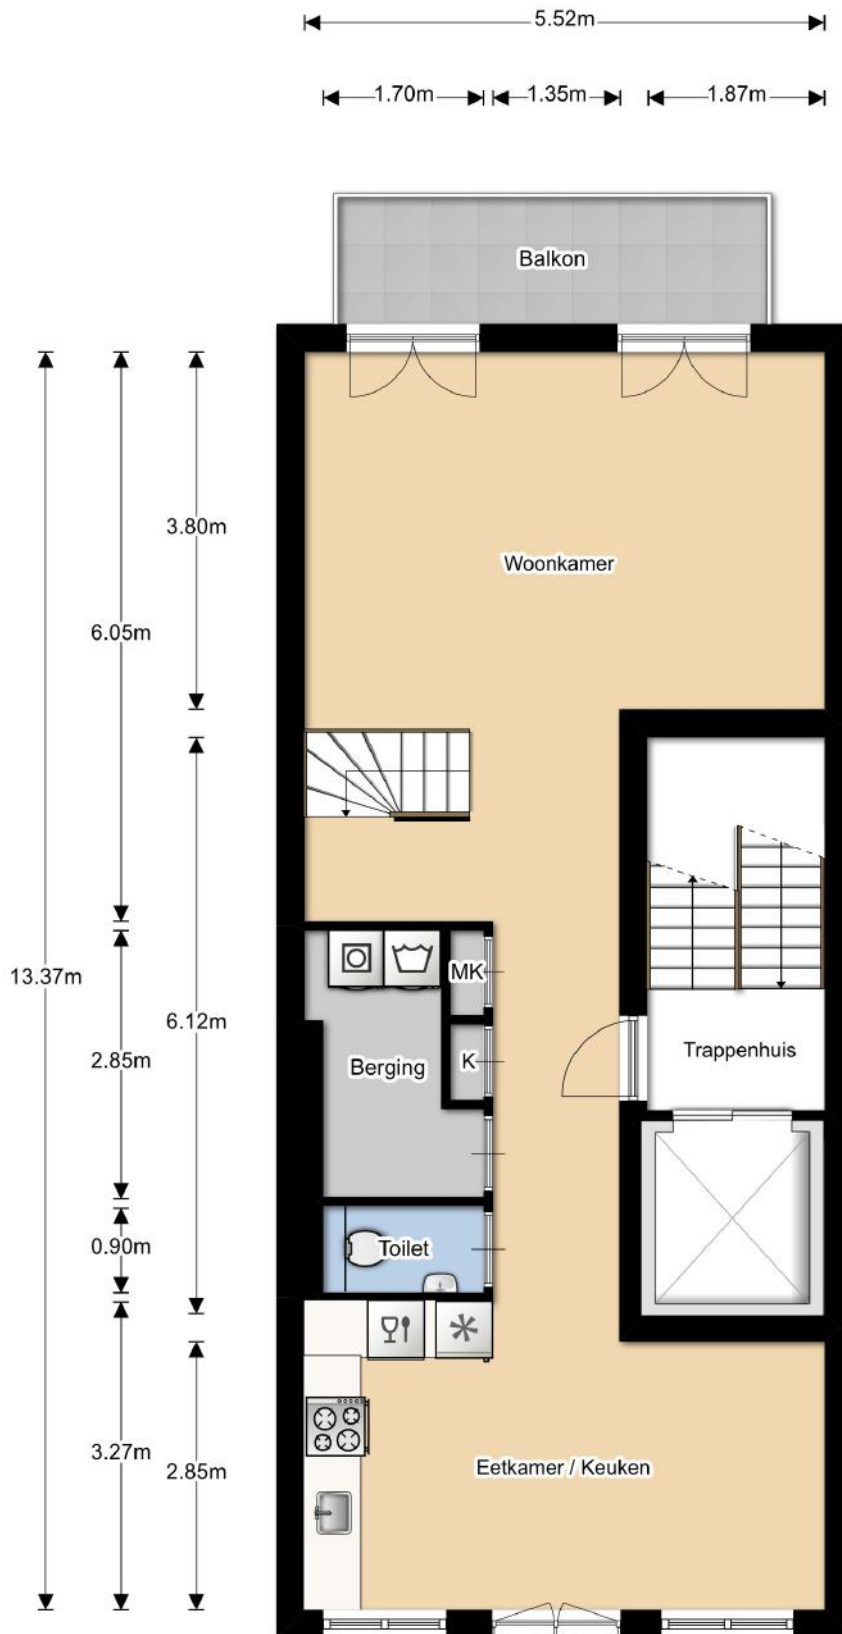 5.52m
1.70m
1.35m
1.87m
Balkon
3.80m
Woonkamer
6.05m
MK
13.37m
6.12m
Trappenhuis
2.85m
Berging
K
0.90m
Toilet
3.27m
2.85m
Eetkamer / Keuken